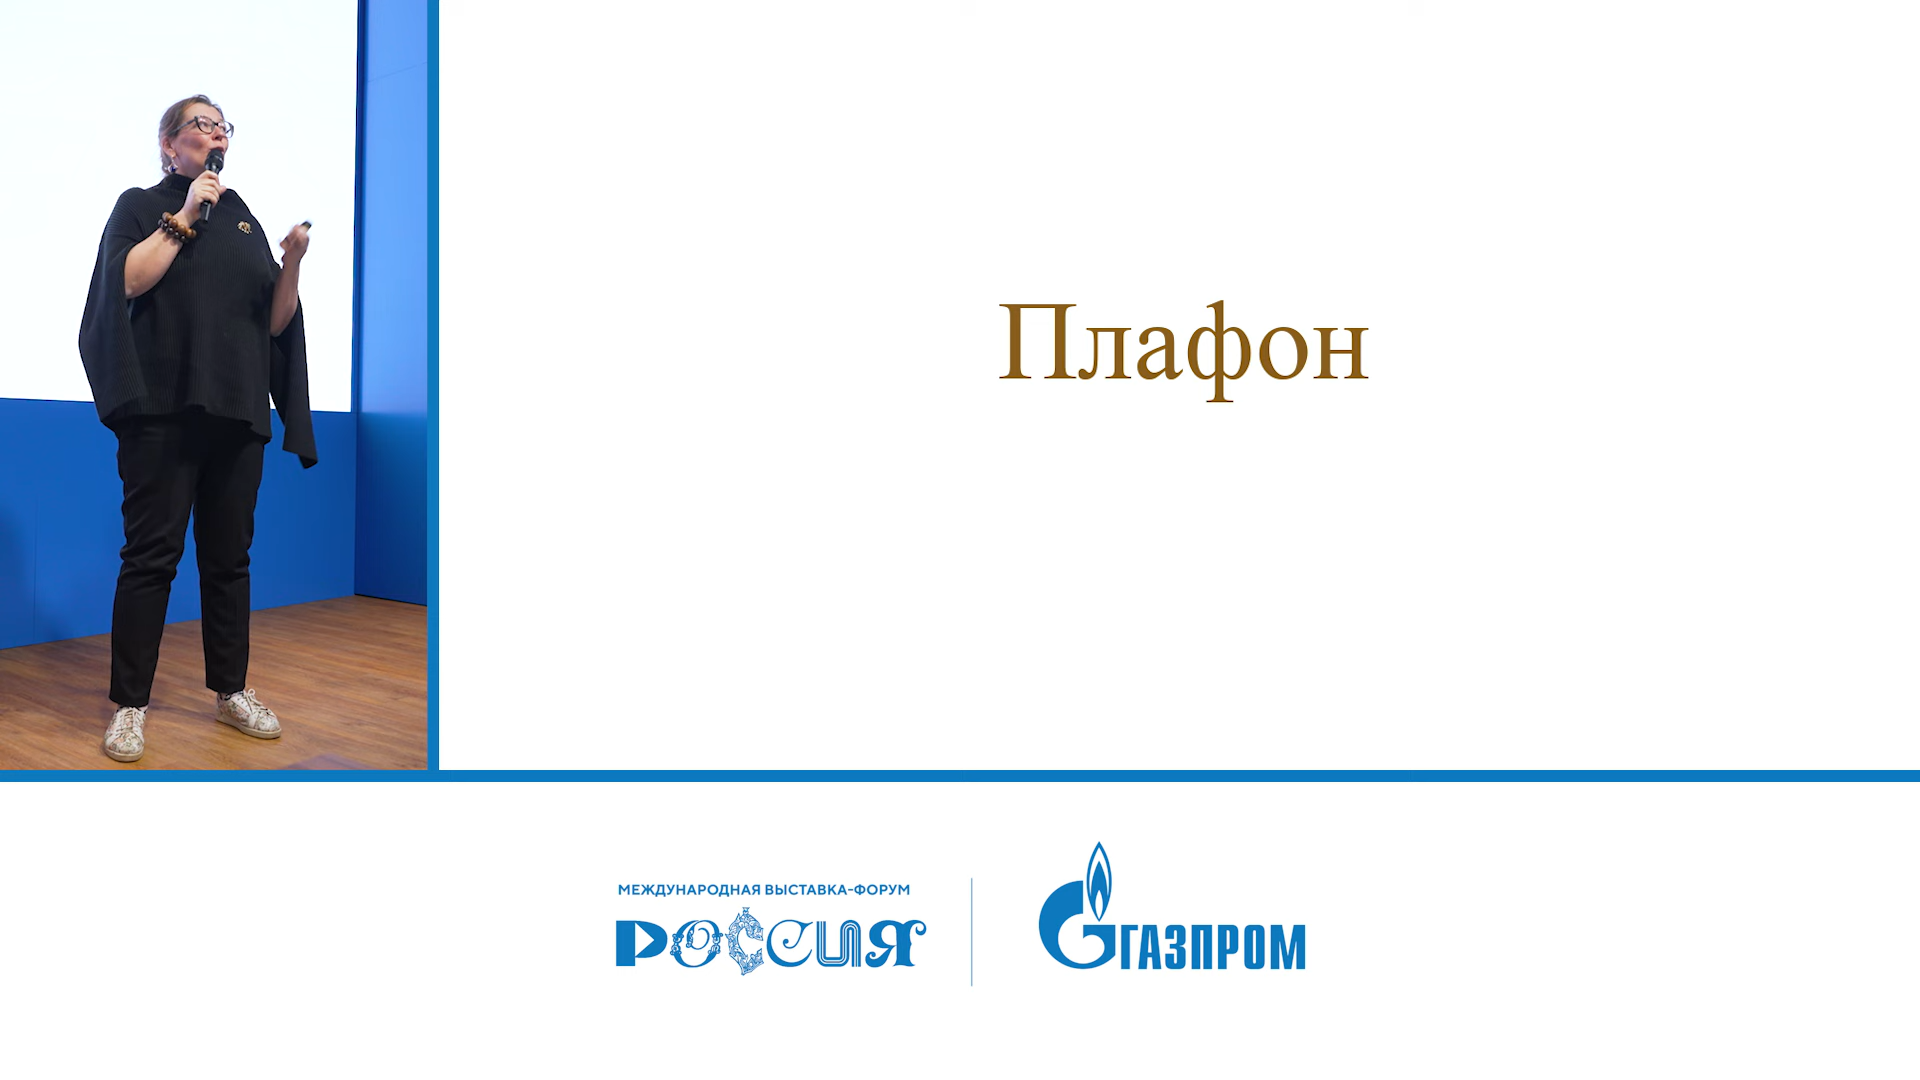 Плафон
МЕЖДУНАРОДНАЯ ВЫСТАВКА-ФОРУМ
РОССИЯ
ГАЗПРОМ